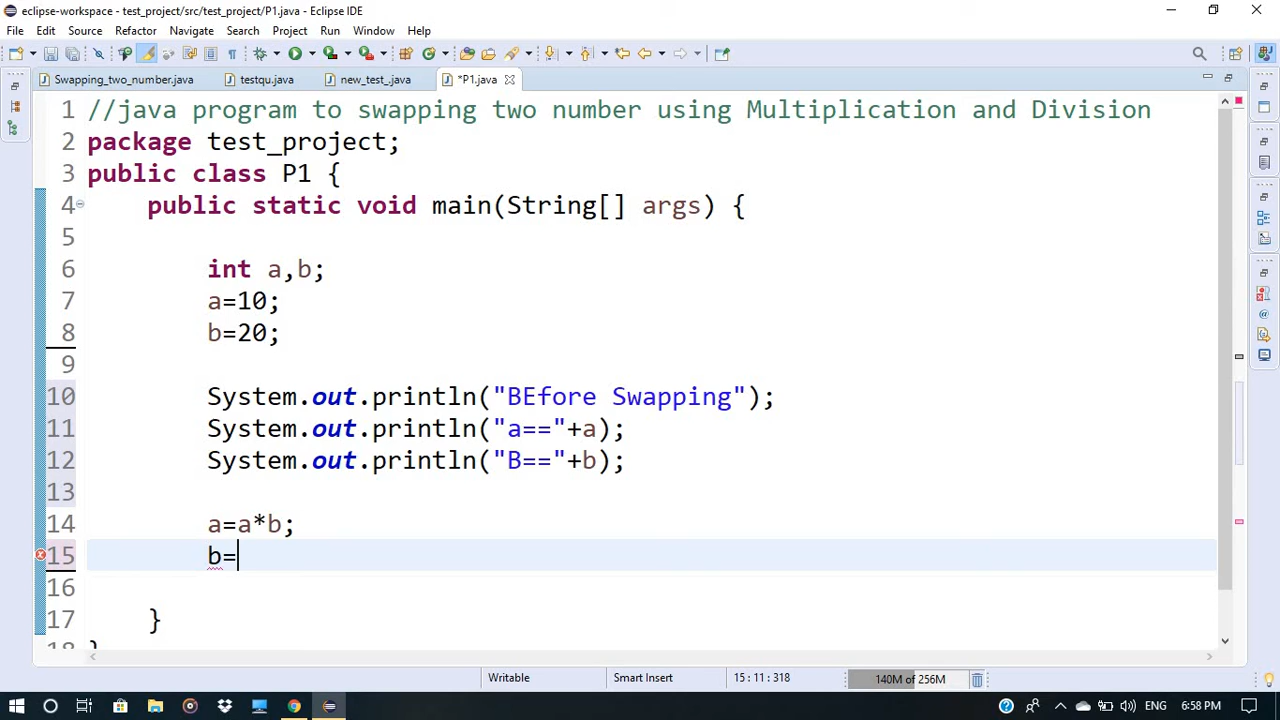 eclipse-workspace - test_project/src/test_project/P1.java - Eclipse IDE
File Edit Source Refactor Navigate Search Project Run Window Help
Swapping_two_number.java testqu.java new_test_.java *P1.java
1 //java program to swapping two number using Multiplication and Division
2 package test_project;
3 public class P1 {
4 public static void main(String[] args) {
5
6 int a,b;
7 a=10;
8 b=20;
9
10 System.out.println("BEfore Swapping");
11 System.out.println("a=="+a);
12 System.out.println("B=="+b);
13
14 a=a*b;
15 b=
16
17 }
18 }
Writable Smart Insert 15 : 11 : 318 140M of 256M
ENG 6:58 PM